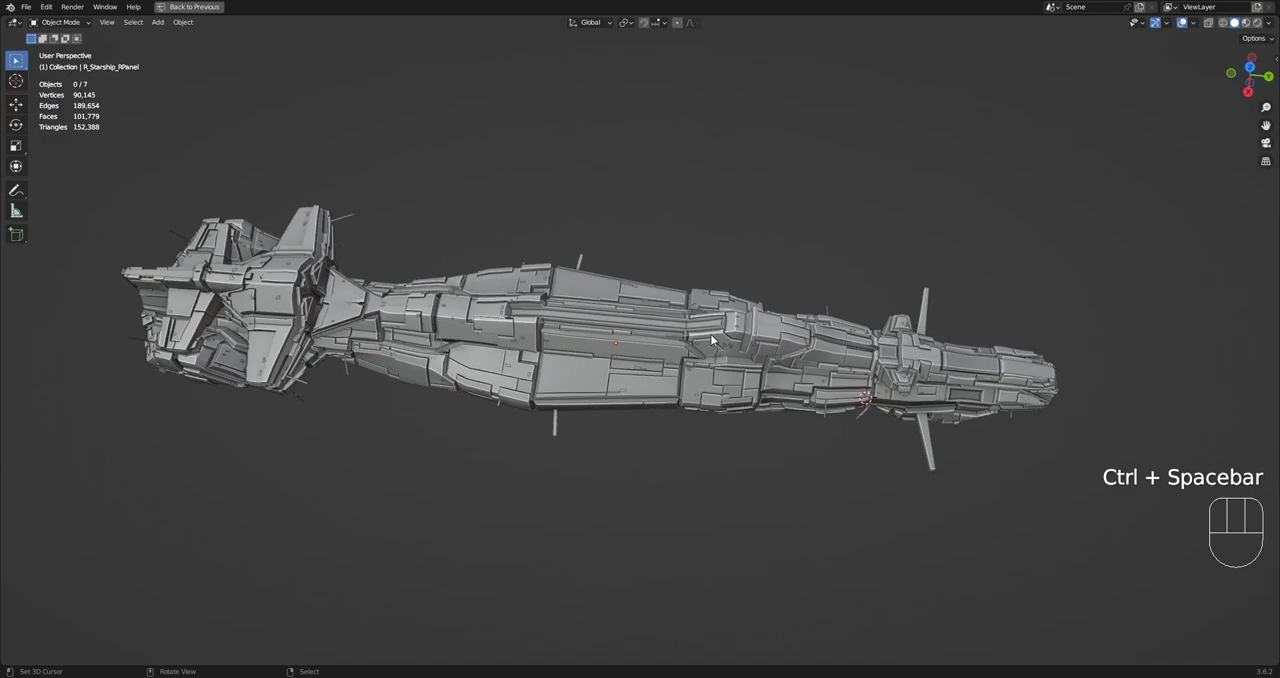 File Edit Render Window Help Back to Previous Scene ViewLayer
Object Mode View Select Add Object Global
Options
User Perspective
(1) Collection | R_Starship_RPanel
Objects 0 / 7
Vertices 90,145
Edges 189,654
Faces 101,779
Triangles 152,388
Z
Y
X
Ctrl + Spacebar
Set 3D Cursor Rotate View Select 3.6.2